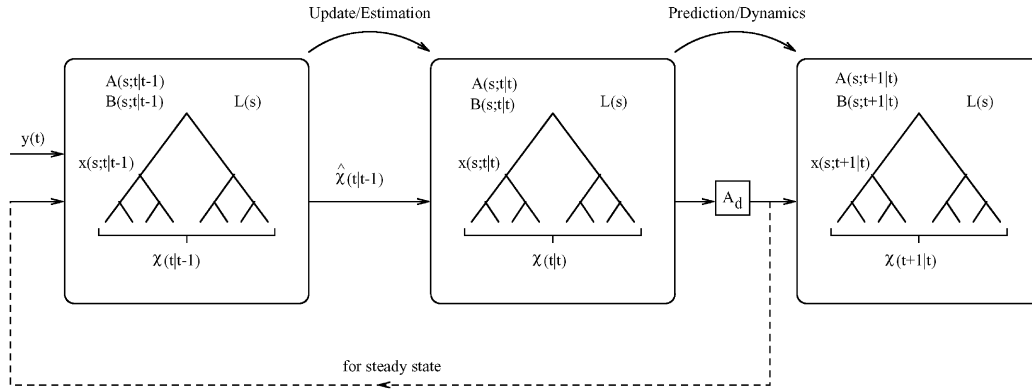 Update/Estimation
Prediction/Dynamics
A(s;t|t-1)
B(s;t|t-1)
L(s)
y(t)
x(s;t|t-1)
χ(t|t-1)
χ̂(t|t-1)
A(s;t|t)
B(s;t|t)
L(s)
x(s;t|t)
χ(t|t)
A_d
A(s;t+1|t)
B(s;t+1|t)
L(s)
x(s;t+1|t)
χ(t+1|t)
for steady state